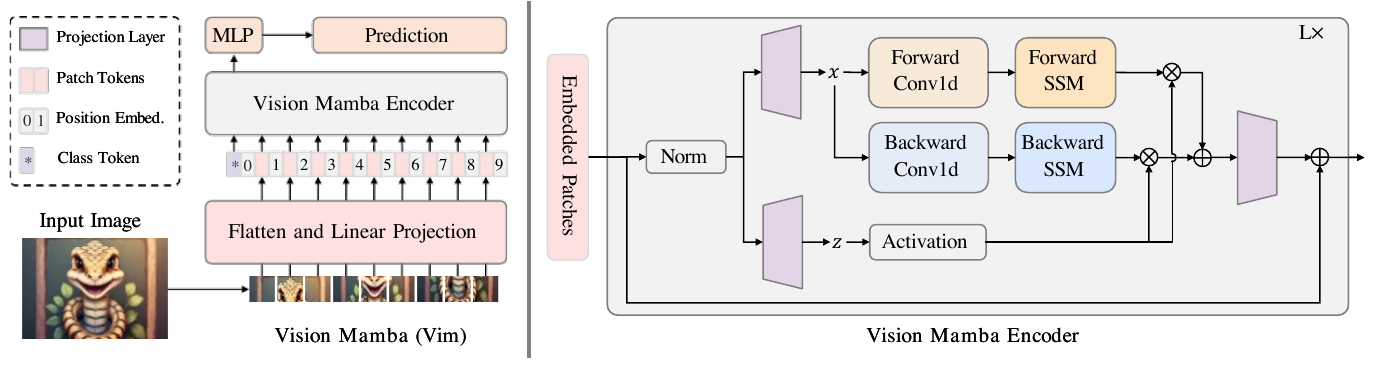 Projection Layer
Patch Tokens
0 1 Position Embed.
* Class Token
Input Image
MLP
Prediction
Vision Mamba Encoder
* 0 1 2 3 4 5 6 7 8 9
Flatten and Linear Projection
Vision Mamba (Vim)
Embedded Patches
L×
Norm
x
Forward
Conv1d
Forward
SSM
Backward
Conv1d
Backward
SSM
z
Activation
Vision Mamba Encoder